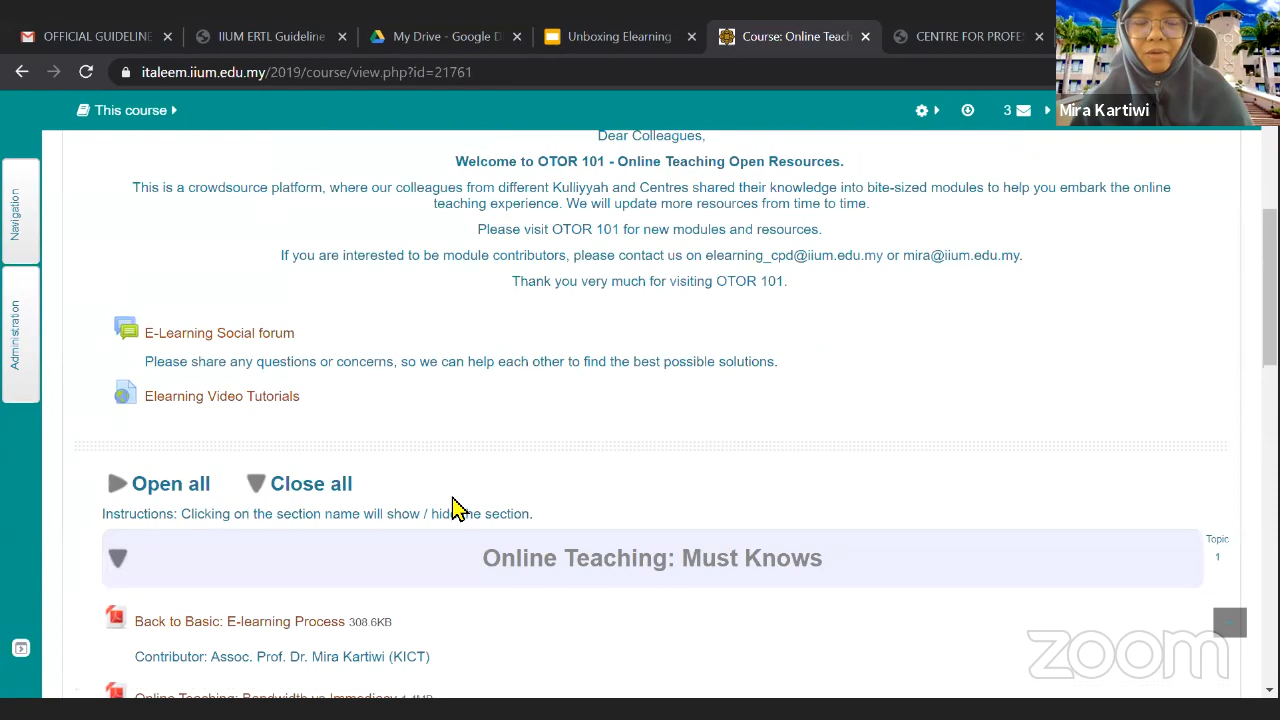 OFFICIAL GUIDELINE
IIUM ERTL Guideline
My Drive - Google D
Unboxing Elearning
Course: Online Teach
CENTRE FOR PROFES
italeem.iium.edu.my/2019/course/view.php?id=21761
Mira Kartiwi
This course
3
Navigation
Administration
Dear Colleagues,
Welcome to OTOR 101 - Online Teaching Open Resources.
This is a crowdsource platform, where our colleagues from different Kulliyyah and Centres shared their knowledge into bite-sized modules to help you embark the online
teaching experience. We will update more resources from time to time.
Please visit OTOR 101 for new modules and resources.
If you are interested to be module contributors, please contact us on elearning_cpd@iium.edu.my or mira@iium.edu.my.
Thank you very much for visiting OTOR 101.
E-Learning Social forum
Please share any questions or concerns, so we can help each other to find the best possible solutions.
Elearning Video Tutorials
Open all
Close all
Instructions: Clicking on the section name will show / hide the section.
Online Teaching: Must Knows
Topic
1
Back to Basic: E-learning Process 308.6KB
Contributor: Assoc. Prof. Dr. Mira Kartiwi (KICT)
Online Teaching: Bandwidth vs Immediacy 1.4MB
zoom